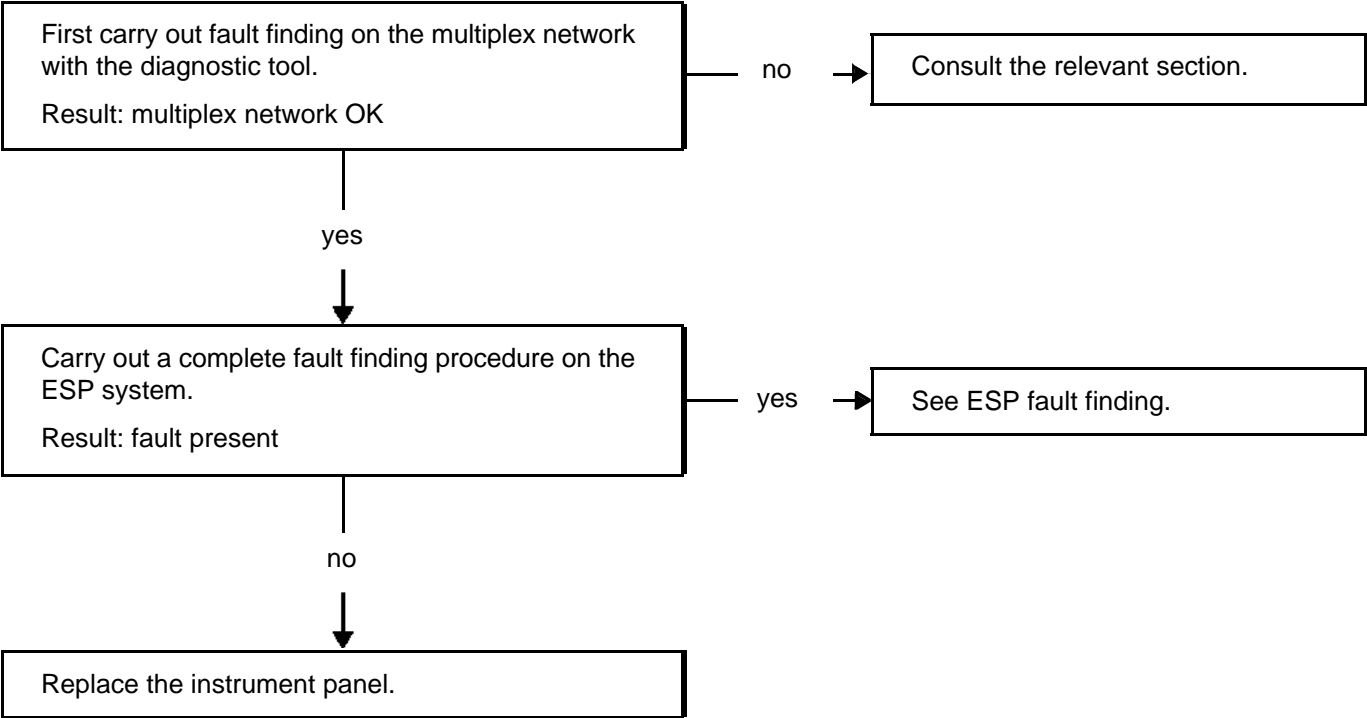 First carry out fault finding on the multiplex network
with the diagnostic tool.
Result: multiplex network OK
no
Consult the relevant section.
yes
Carry out a complete fault finding procedure on the
ESP system.
Result: fault present
yes
See ESP fault finding.
no
Replace the instrument panel.